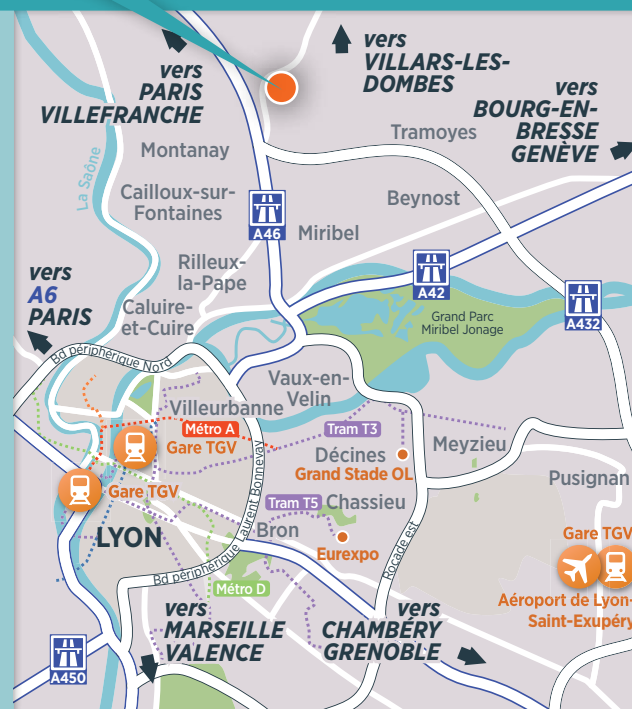 vers
VILLARS-LES-
DOMBES
vers
PARIS
VILLEFRANCHE
vers
BOURG-EN-
BRESSE
GENÈVE
Tramoyes
Montanay
La Saône
Cailloux-sur-
Fontaines
Beynost
A46
Miribel
Rilleux-
la-Pape
vers
A6
PARIS
A42
A432
Caluire-
et-Cuire
Grand Parc
Miribel Jonage
Bd périphérique Nord
Vaux-en-
Velin
Villeurbanne
Métro A
Tram T3
Gare TGV
Décines
Meyzieu
Grand Stade OL
Pusignan
Gare TGV
Tram T5
Chassieu
Bd périphérique Laurent Bonnevay
LYON
Bron
Eurexpo
Rocade est
Gare TGV
Métro D
Aéroport de Lyon-
Saint-Exupéry
vers
MARSEILLE
VALENCE
vers
CHAMBÉRY
GRENOBLE
A450